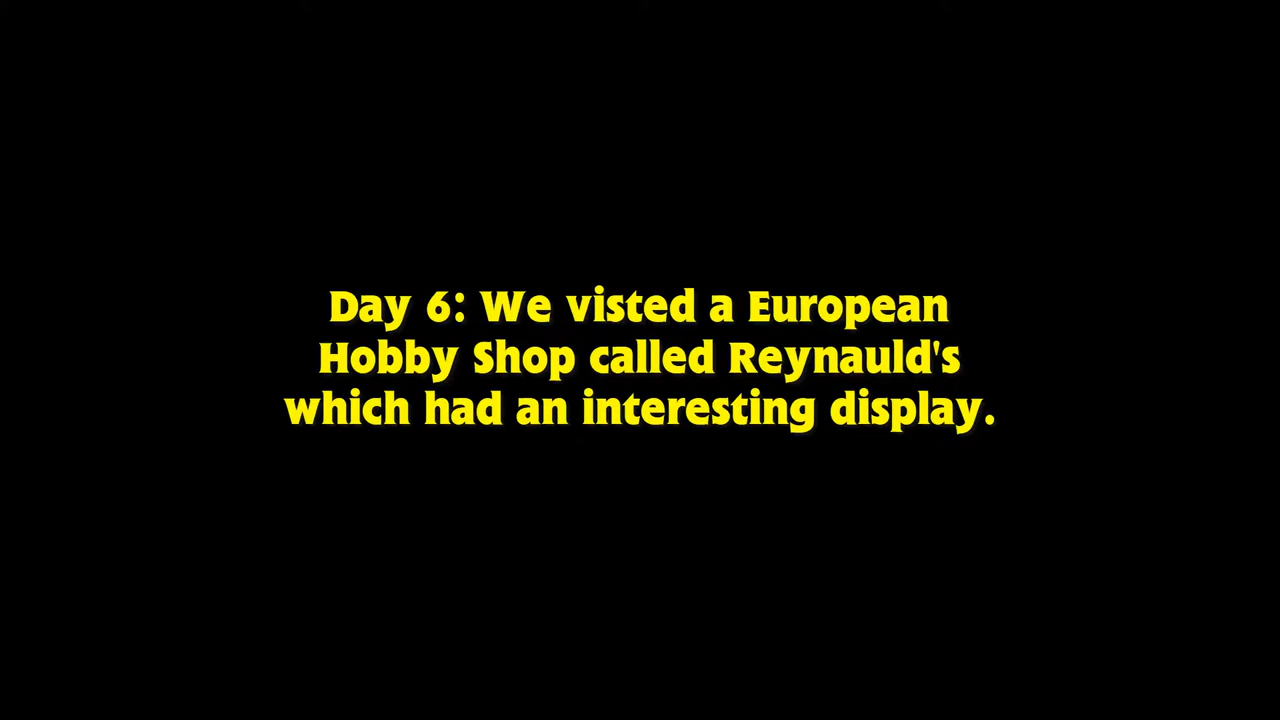 Day 6: We visted a European
Hobby Shop called Reynauld's
which had an interesting display.